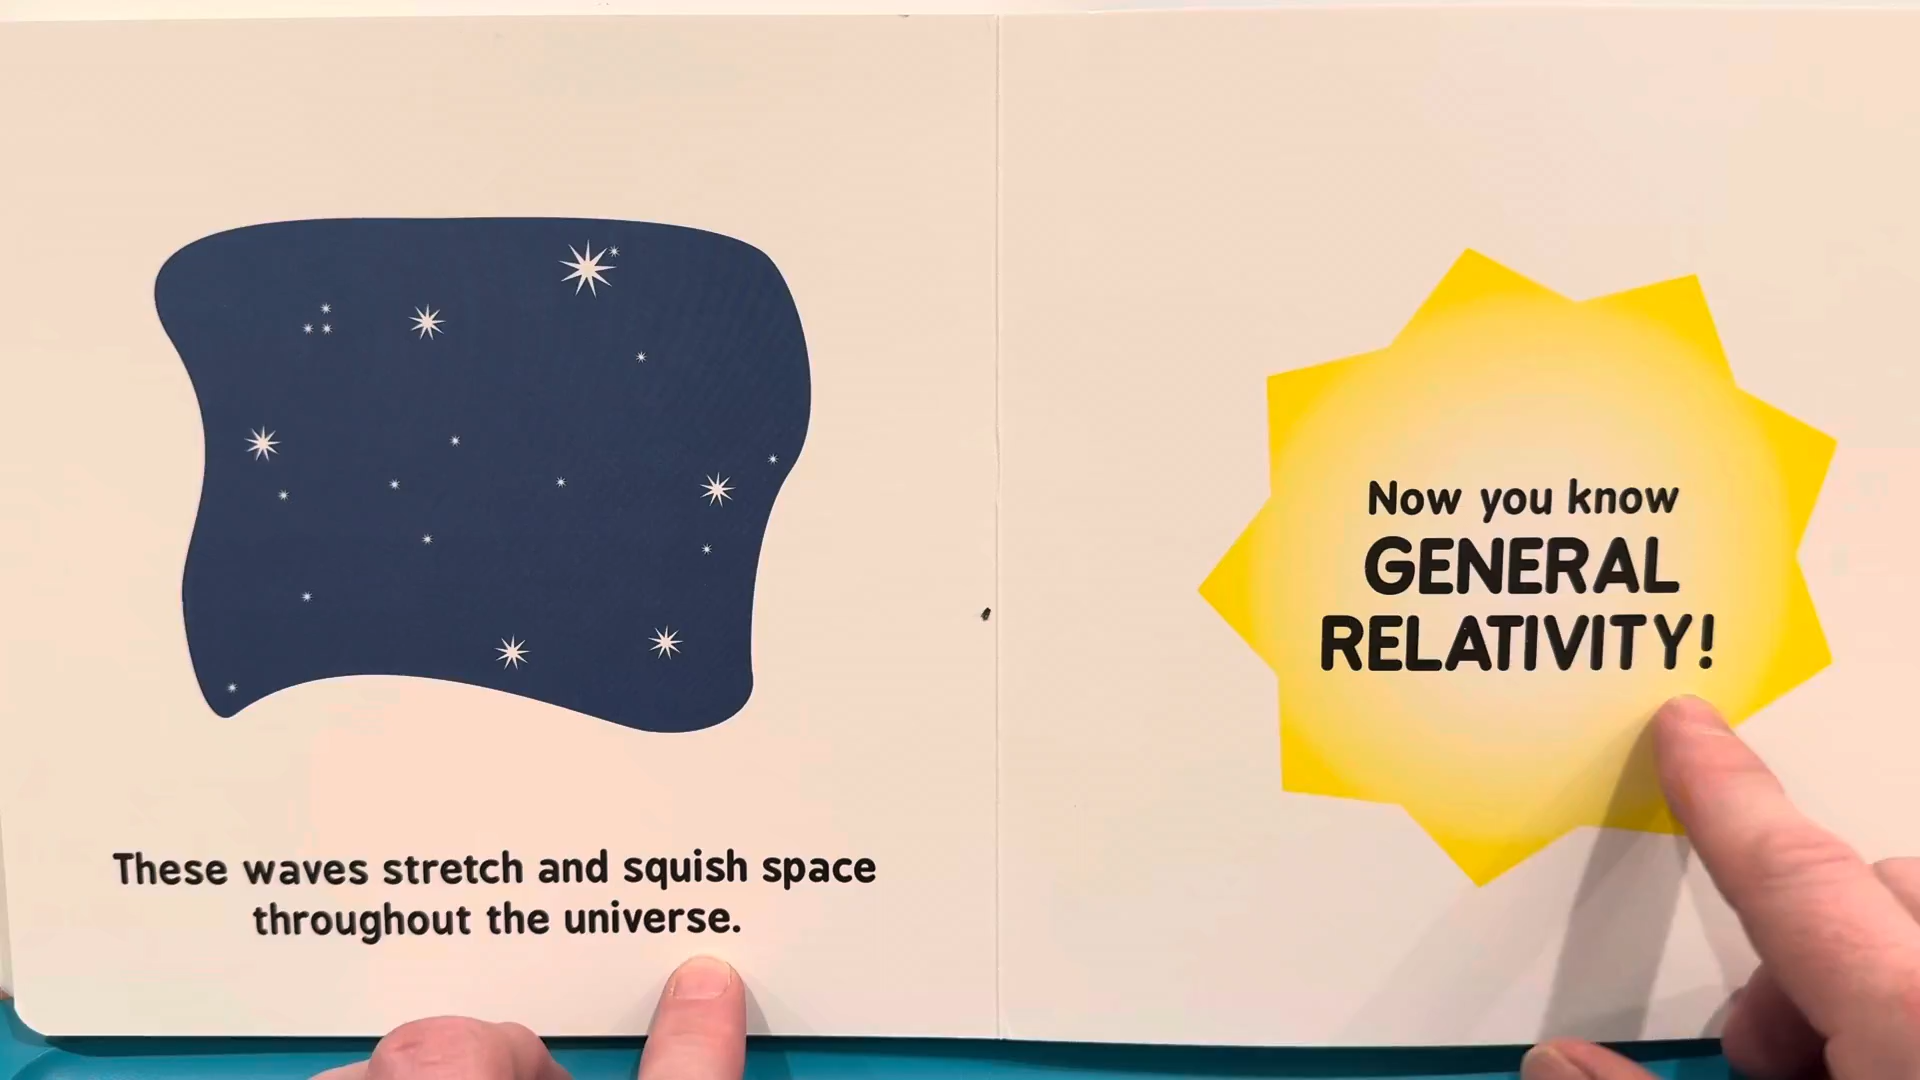 These waves stretch and squish space
throughout the universe.
Now you know
GENERAL
RELATIVITY!